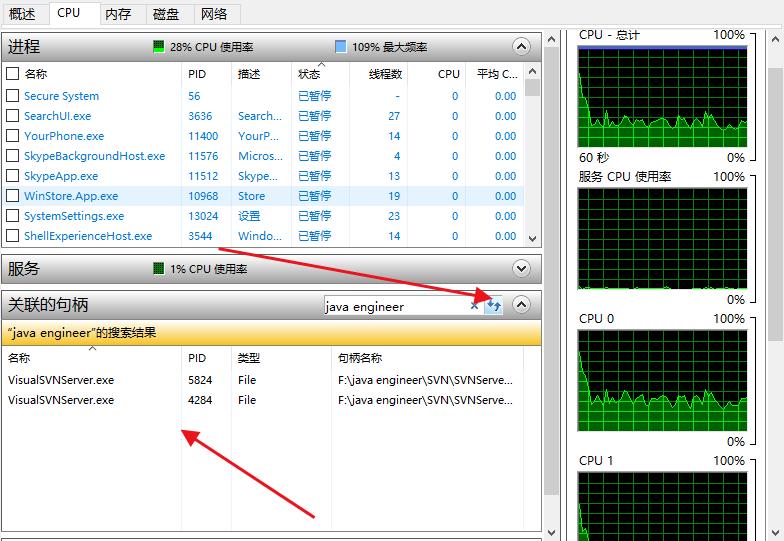 概述 CPU 内存 磁盘 网络
进程 28% CPU 使用率 109% 最大频率
名称 PID 描述 状态 线程数 CPU 平均 C...
Secure System 56 已暂停 - 0 0.00
SearchUI.exe 3636 Search... 已暂停 27 0 0.00
YourPhone.exe 11400 YourP... 已暂停 14 0 0.00
SkypeBackgroundHost.exe 11576 Micros... 已暂停 4 0 0.00
SkypeApp.exe 11512 Skype... 已暂停 13 0 0.00
WinStore.App.exe 10968 Store 已暂停 19 0 0.00
SystemSettings.exe 13024 设置 已暂停 23 0 0.00
ShellExperienceHost.exe 3544 Windo... 已暂停 14 0 0.00
服务 1% CPU 使用率
关联的句柄 java engineer
“java engineer”的搜索结果
名称 PID 类型 句柄名称
VisualSVNServer.exe 5824 File F:\java engineer\SVN\SVNServe...
VisualSVNServer.exe 4284 File F:\java engineer\SVN\SVNServe...
CPU - 总计 100%
60 秒 0%
服务 CPU 使用率 100%
0%
CPU 0 100%
0%
CPU 1 100%